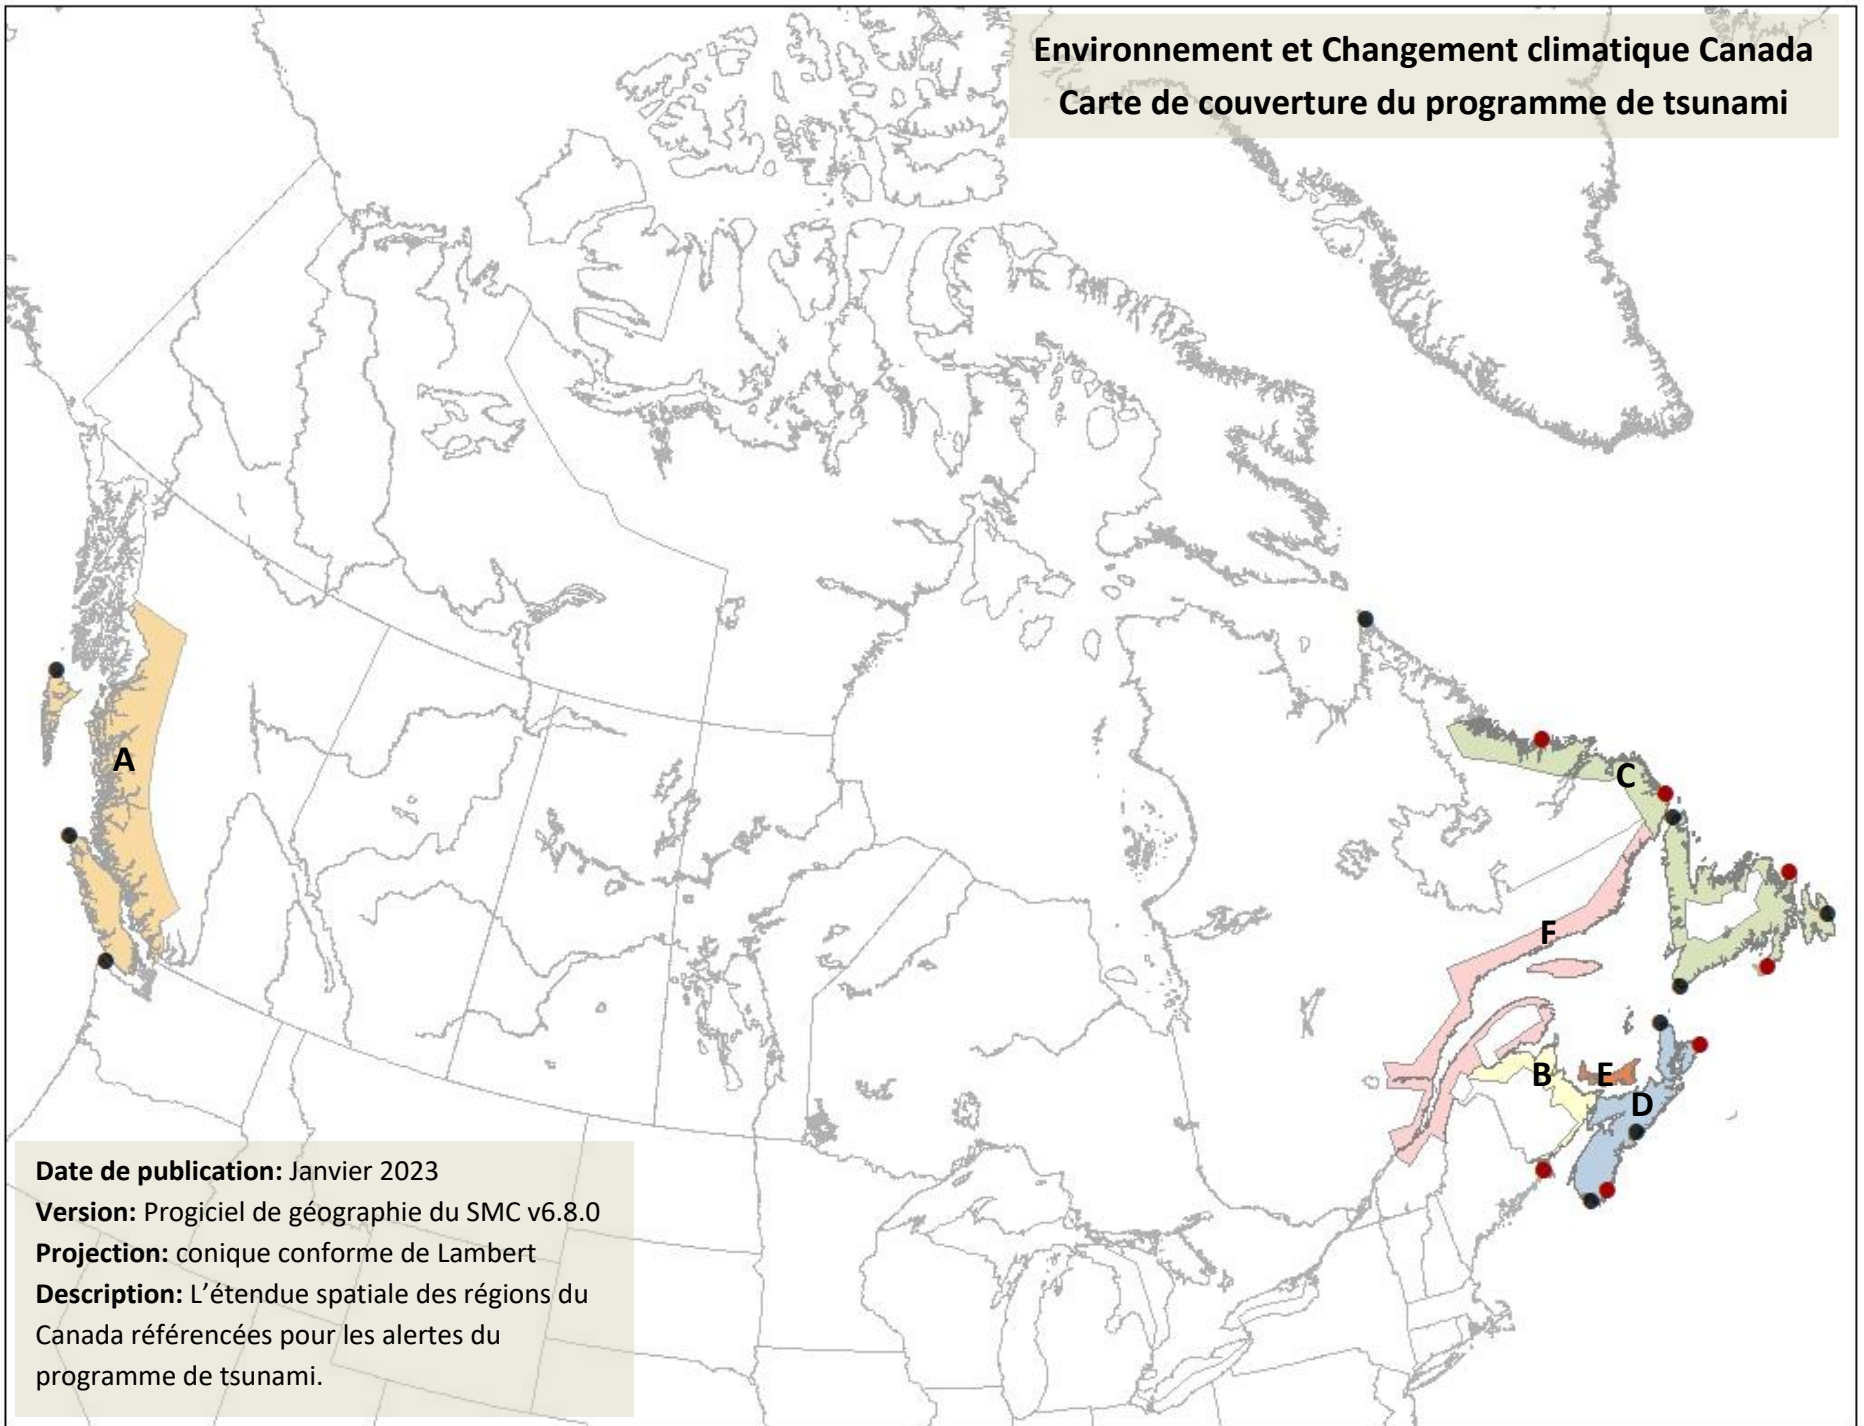 Environnement et Changement climatique Canada
Carte de couverture du programme de tsunami
A
C
F
B
E
D
Date de publication: Janvier 2023
Version: Progiciel de géographie du SMC v6.8.0
Projection: conique conforme de Lambert
Description: L’étendue spatiale des régions du
Canada référencées pour les alertes du
programme de tsunami.